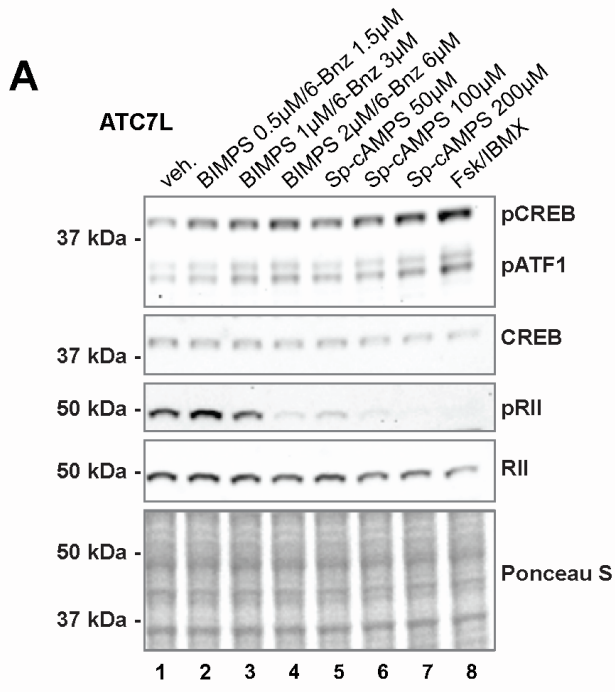 A
ATC7L
veh.
BIMPS 0.5µM/6-Bnz 1.5µM
BIMPS 1µM/6-Bnz 3µM
BIMPS 2µM/6-Bnz 6µM
Sp-cAMPS 50µM
Sp-cAMPS 100µM
Sp-cAMPS 200µM
Fsk/IBMX
37 kDa -
pCREB
pATF1
37 kDa -
CREB
50 kDa -
pRII
50 kDa -
RII
50 kDa -
37 kDa -
Ponceau S
1 2 3 4 5 6 7 8